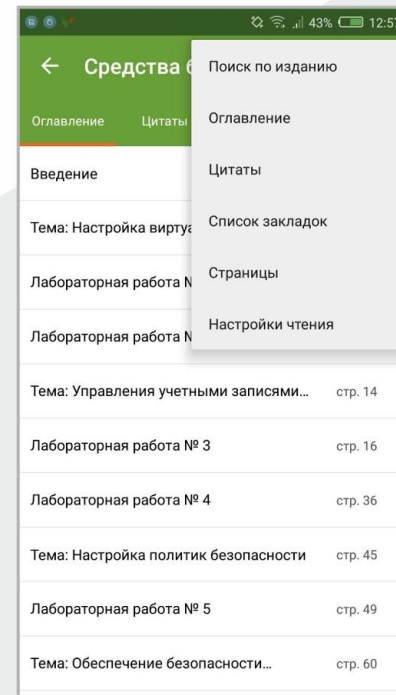 43% 12:57
Средства
Оглавление Цитаты
Поиск по изданию
Оглавление
Цитаты
Список закладок
Страницы
Настройки чтения
Введение
Тема: Настройка
Лабораторная работа
Лабораторная работа
Тема: Управления учетными записями... стр. 14
Лабораторная работа № 3 стр. 16
Лабораторная работа № 4 стр. 36
Тема: Настройка политик безопасности стр. 45
Лабораторная работа № 5 стр. 49
Тема: Обеспечение безопасности... стр. 60